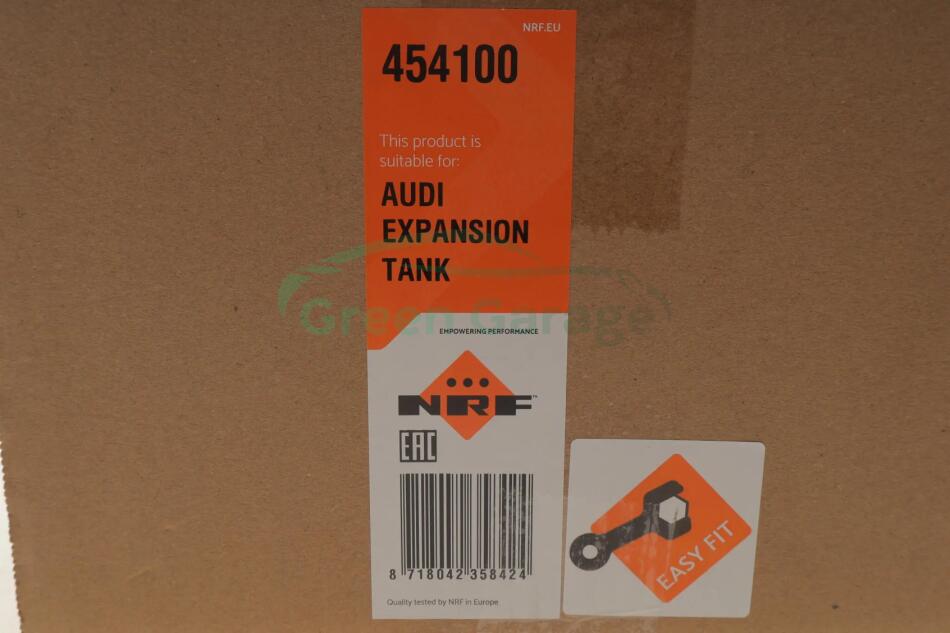 NRF.EU
454100
This product is
suitable for:
AUDI
EXPANSION
TANK
Green Garage
EMPOWERING PERFORMANCE
NRF™
EAC
8 718042 358424
Quality tested by NRF in Europe
EASY FIT